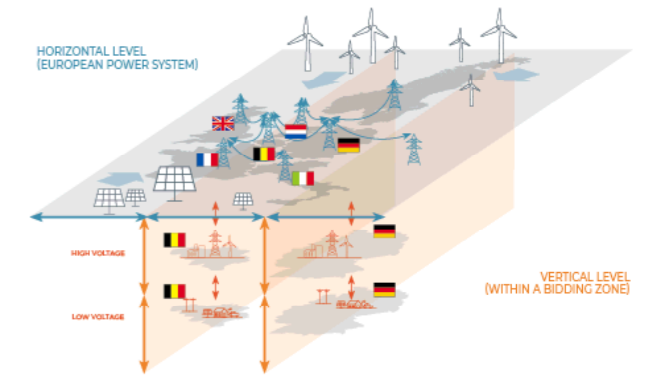 HORIZONTAL LEVEL
(EUROPEAN POWER SYSTEM)
HIGH VOLTAGE
VERTICAL LEVEL
(WITHIN A BIDDING ZONE)
LOW VOLTAGE